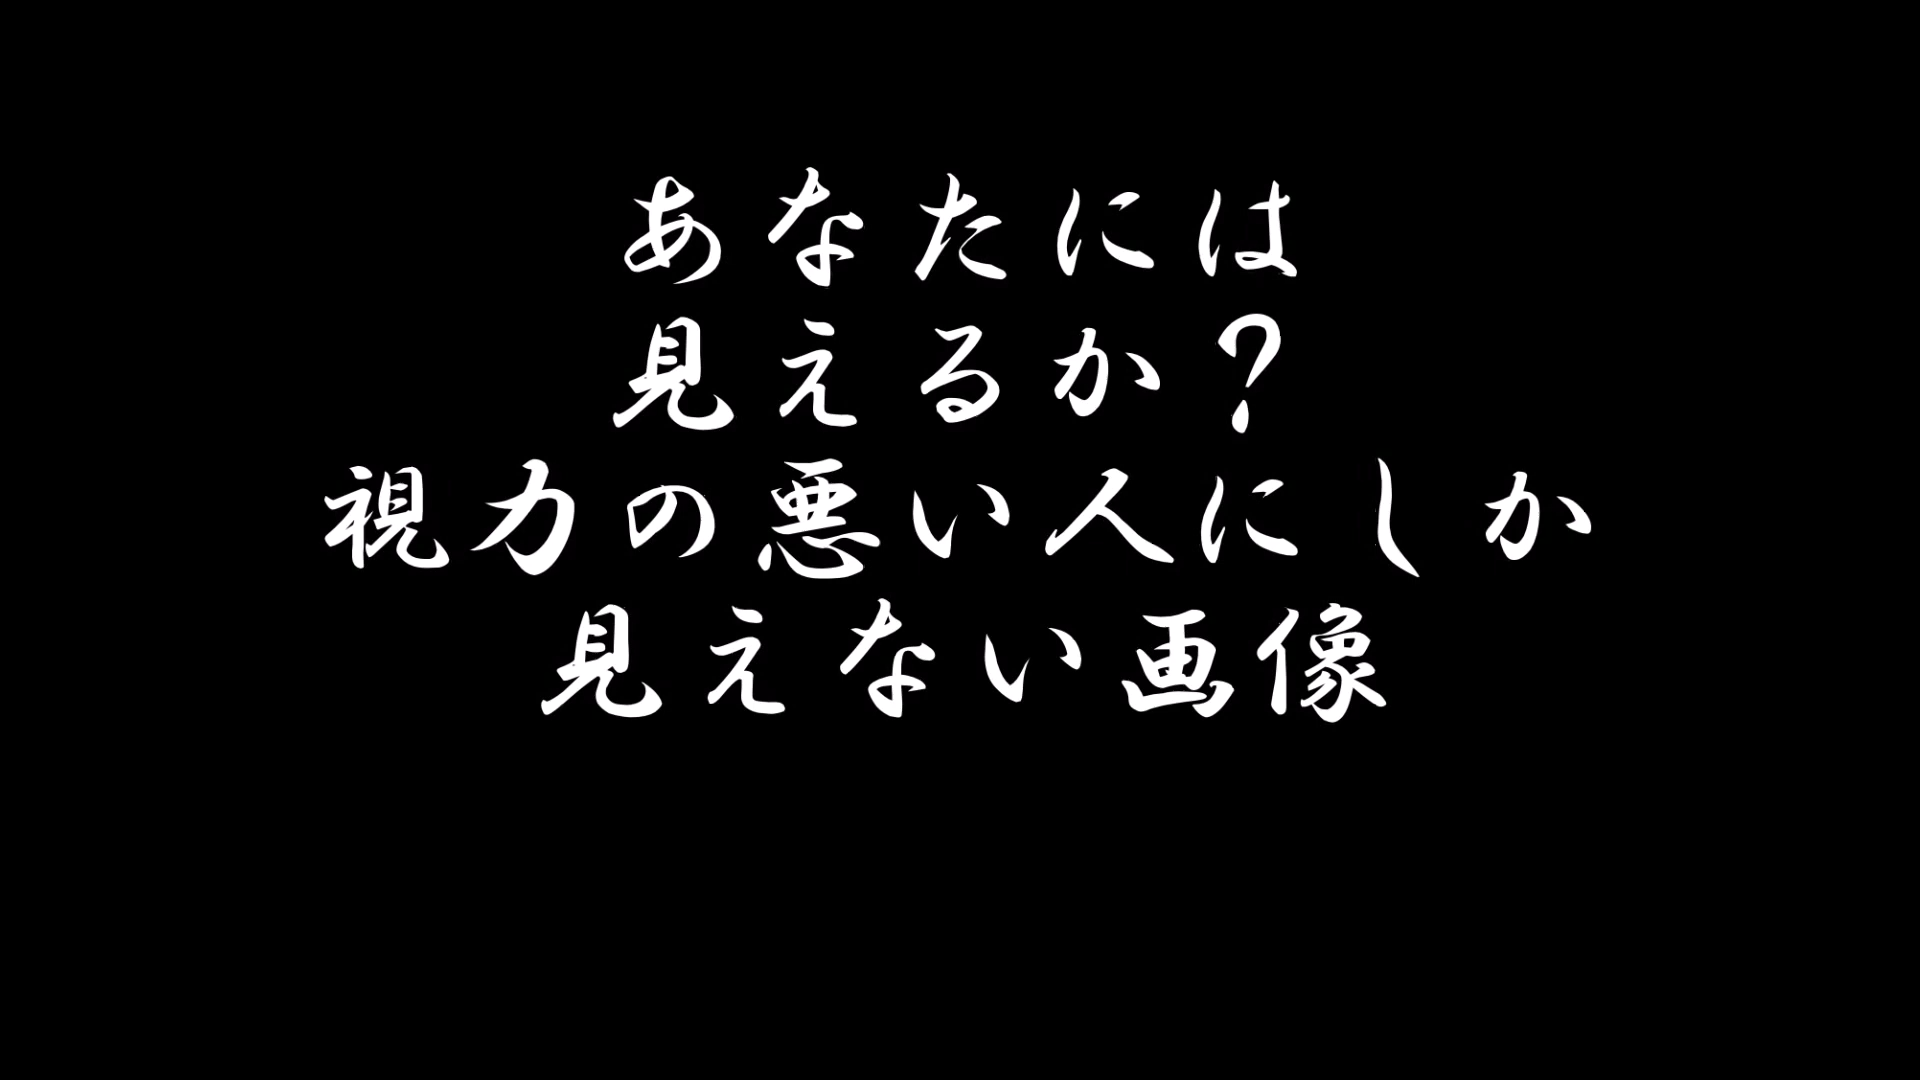 あなたには
見えるか？
視力の悪い人にしか
見えない画像